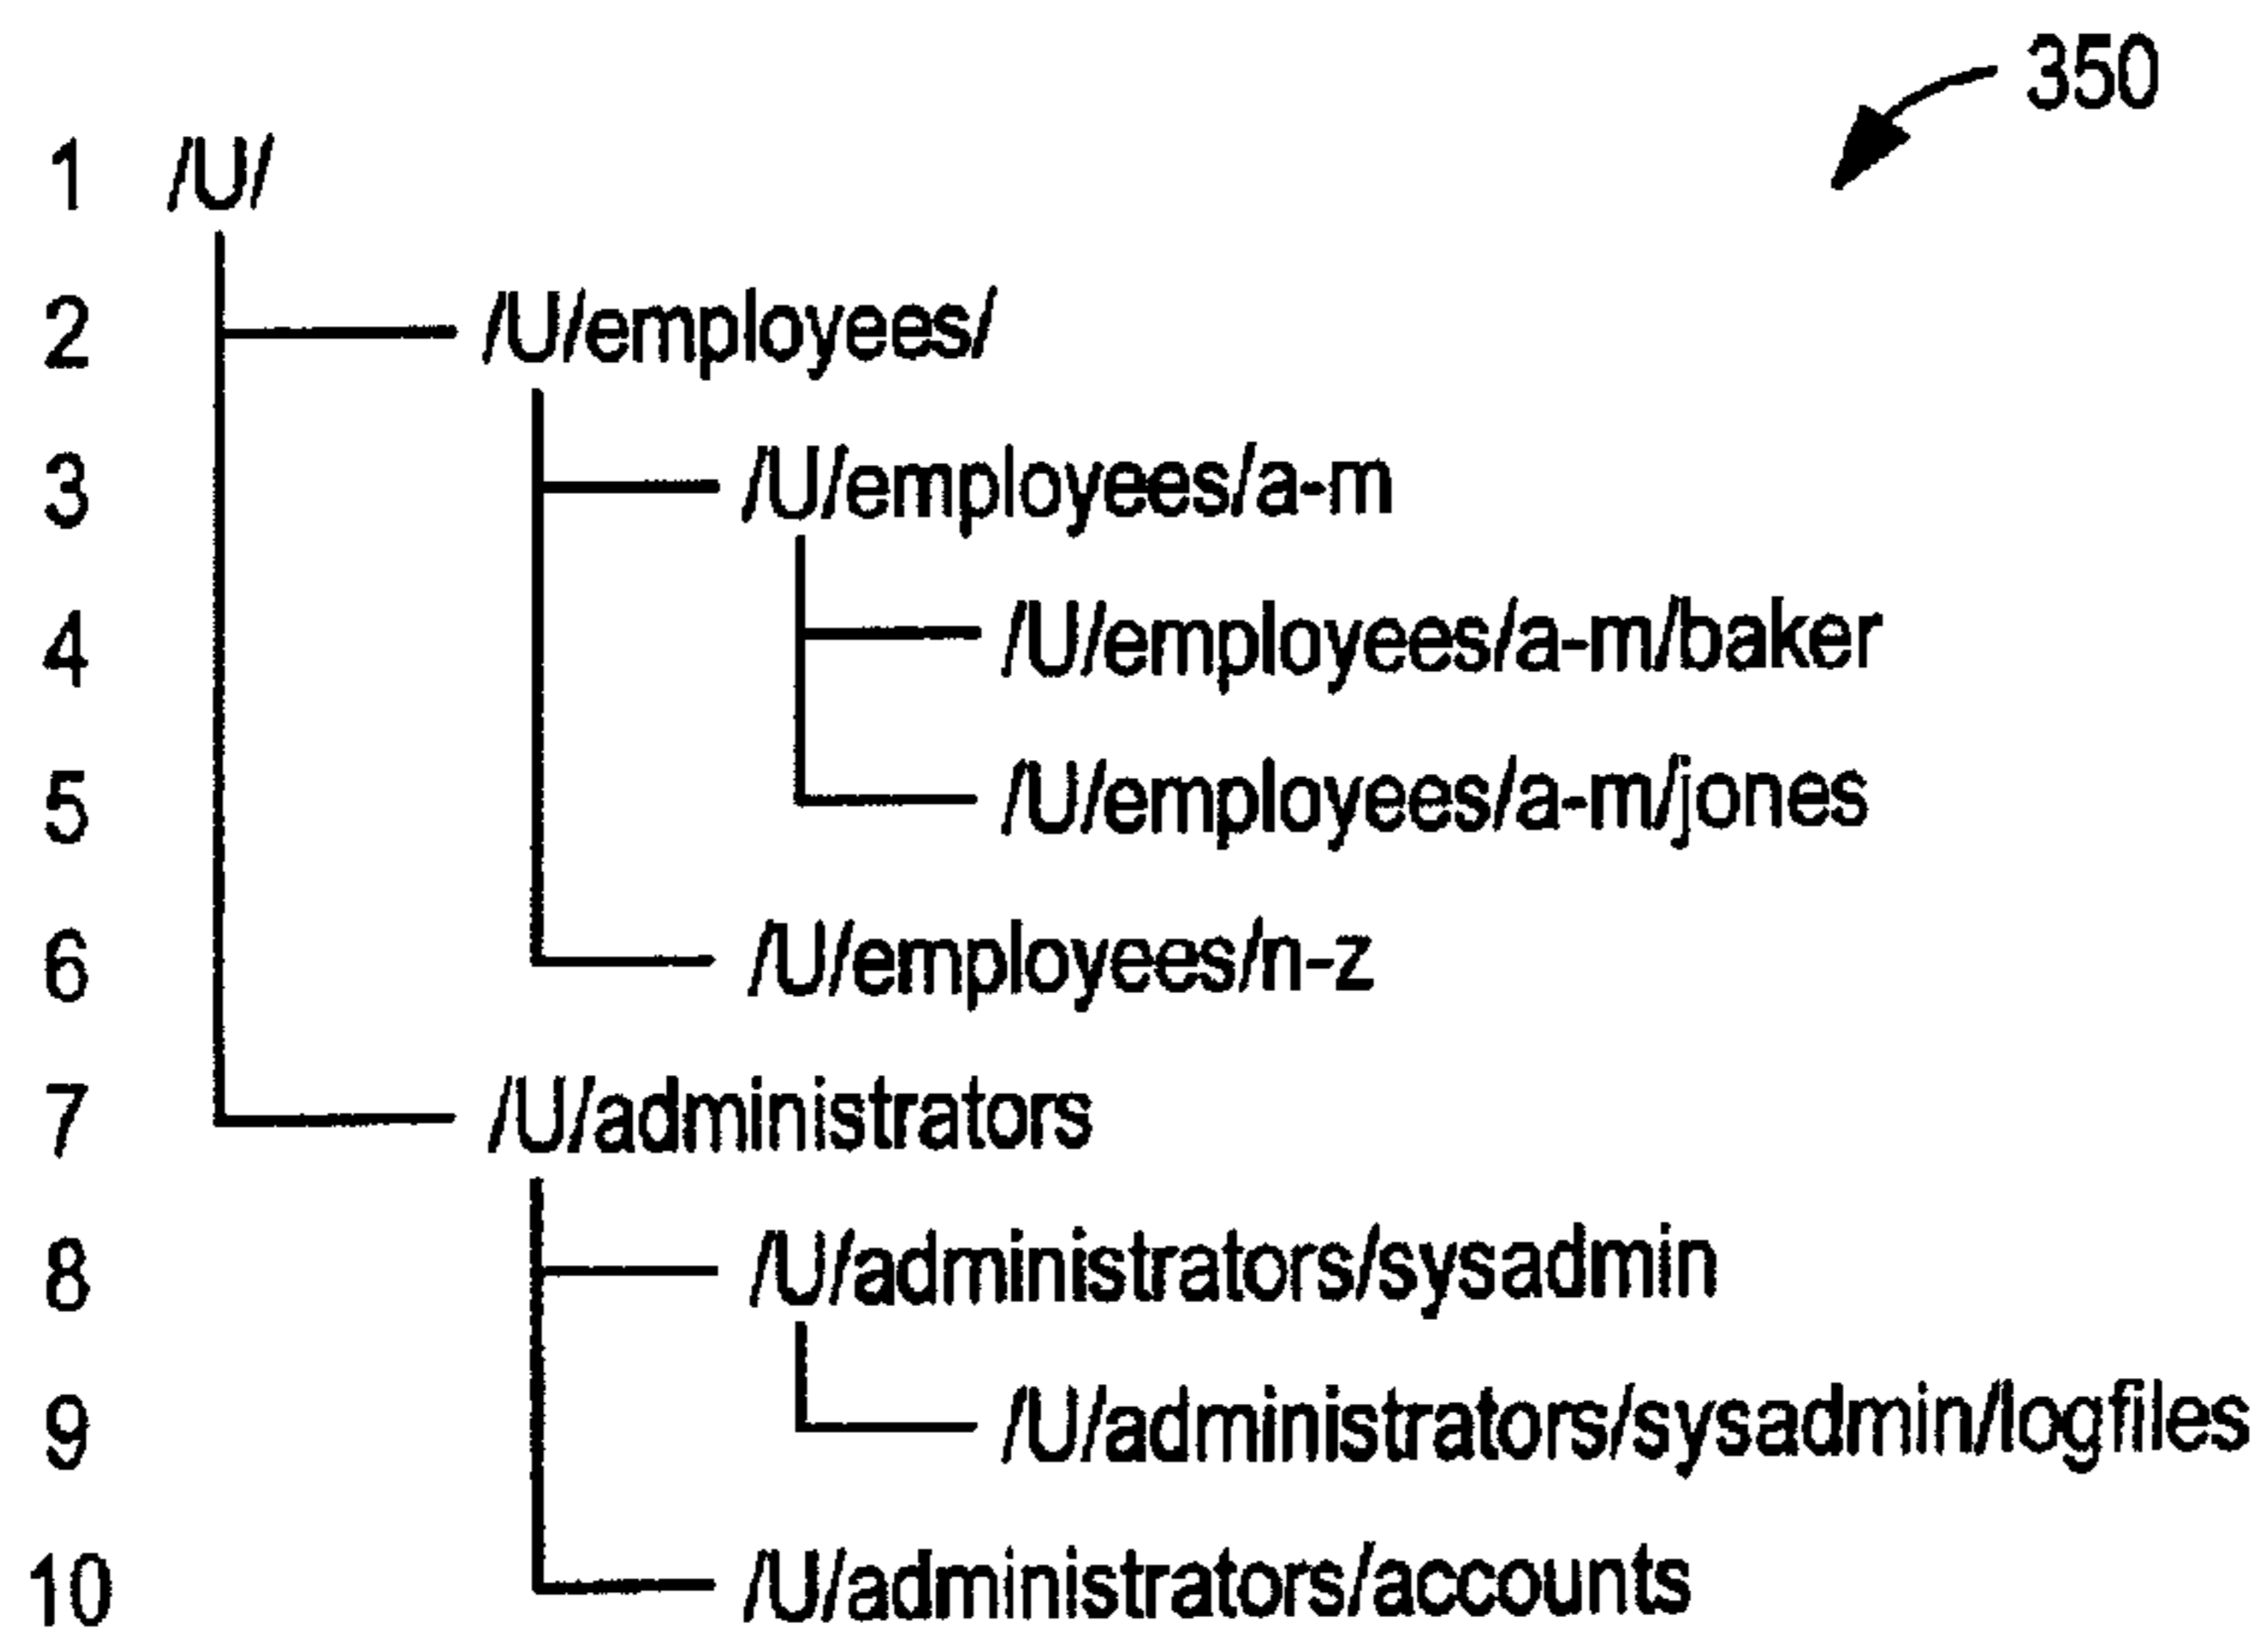 350
1 /U/
2 /U/employees/
3 /U/employees/a-m
4 /U/employees/a-m/baker
5 /U/employees/a-m/jones
6 /U/employees/n-z
7 /U/administrators
8 /U/administrators/sysadmin
9 /U/administrators/sysadmin/logfiles
10 /U/administrators/accounts